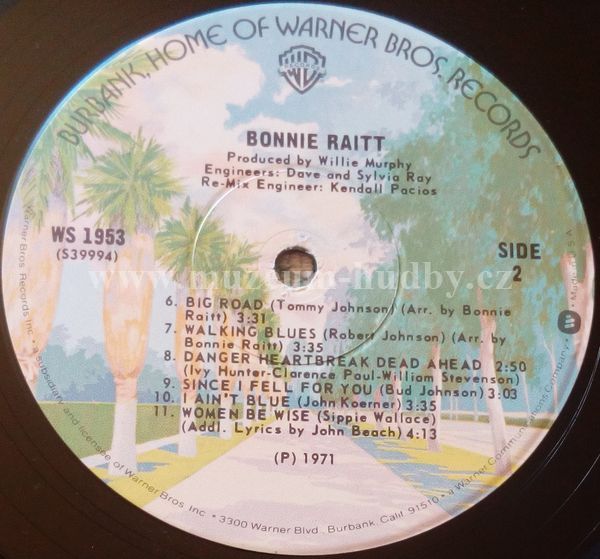 BURBANK, HOME OF WARNER BROS. RECORDS
BONNIE RAITT
Produced by Willie Murphy
Engineers: Dave and Sylvia Ray
Re-Mix Engineer: Kendall Pacios
WS 1953
(S39994)
SIDE
2
www.muzeum-hudby.cz
6. BIG ROAD (Tommy Johnson) (Arr. by Bonnie
Raitt) 3:31
7. WALKING BLUES (Robert Johnson) (Arr. by
Bonnie Raitt) 3:35
8. DANGER HEARTBREAK DEAD AHEAD 2:50
(Ivy Hunter-Clarence Paul-William Stevenson)
9. SINCE I FELL FOR YOU (Bud Johnson) 3:03
10. I AIN'T BLUE (John Koerner) 3:35
11. WOMEN BE WISE (Sippie Wallace)
(Addl. Lyrics by John Beach) 4:13
(P) 1971
Warner Bros. Records Inc. • a subsidiary and licensee of Warner Bros. Inc. • 3300 Warner Blvd., Burbank, Calif. 91510 • a Warner Communications Company • Made in U.S.A.